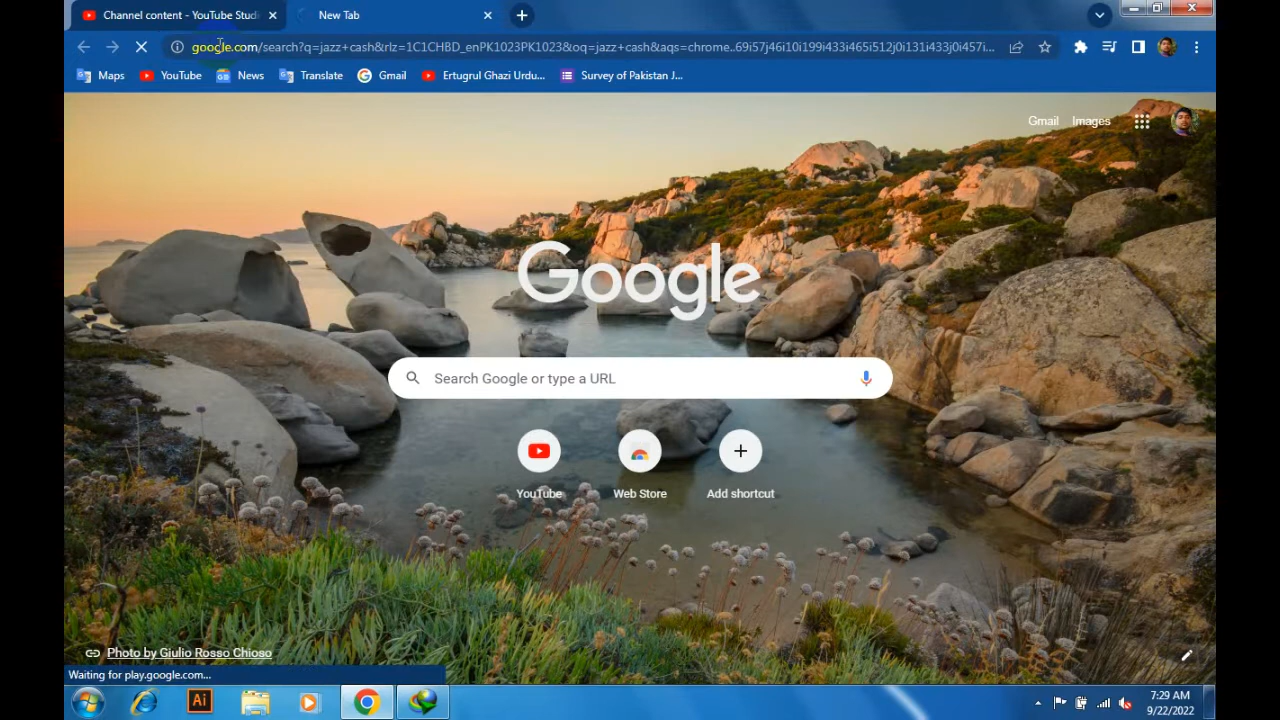 Channel content - YouTube Studi
New Tab
google.com/search?q=jazz+cash&rlz=1C1CHBD_enPK1023PK1023&oq=jazz+cash&aqs=chrome..69i57j46i10i199i433i465i512j0i131i433j0i457i...
Maps
YouTube
News
Translate
Gmail
Ertugrul Ghazi Urdu...
Survey of Pakistan J...
Gmail Images
Google
Search Google or type a URL
YouTube
Web Store
Add shortcut
Photo by Giulio Rosso Chioso
Waiting for play.google.com...
Ai
7:29 AM
9/22/2022